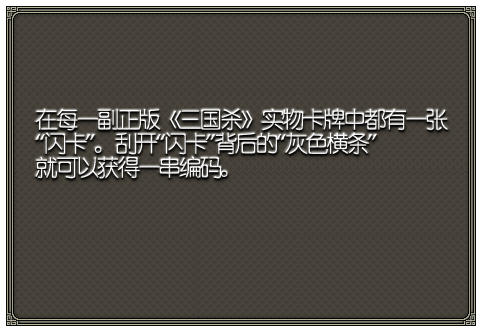 在每一副正版《三国杀》实物卡牌中都有一张
“闪卡”。刮开“闪卡”背后的“灰色横条”
就可以获得一串编码。